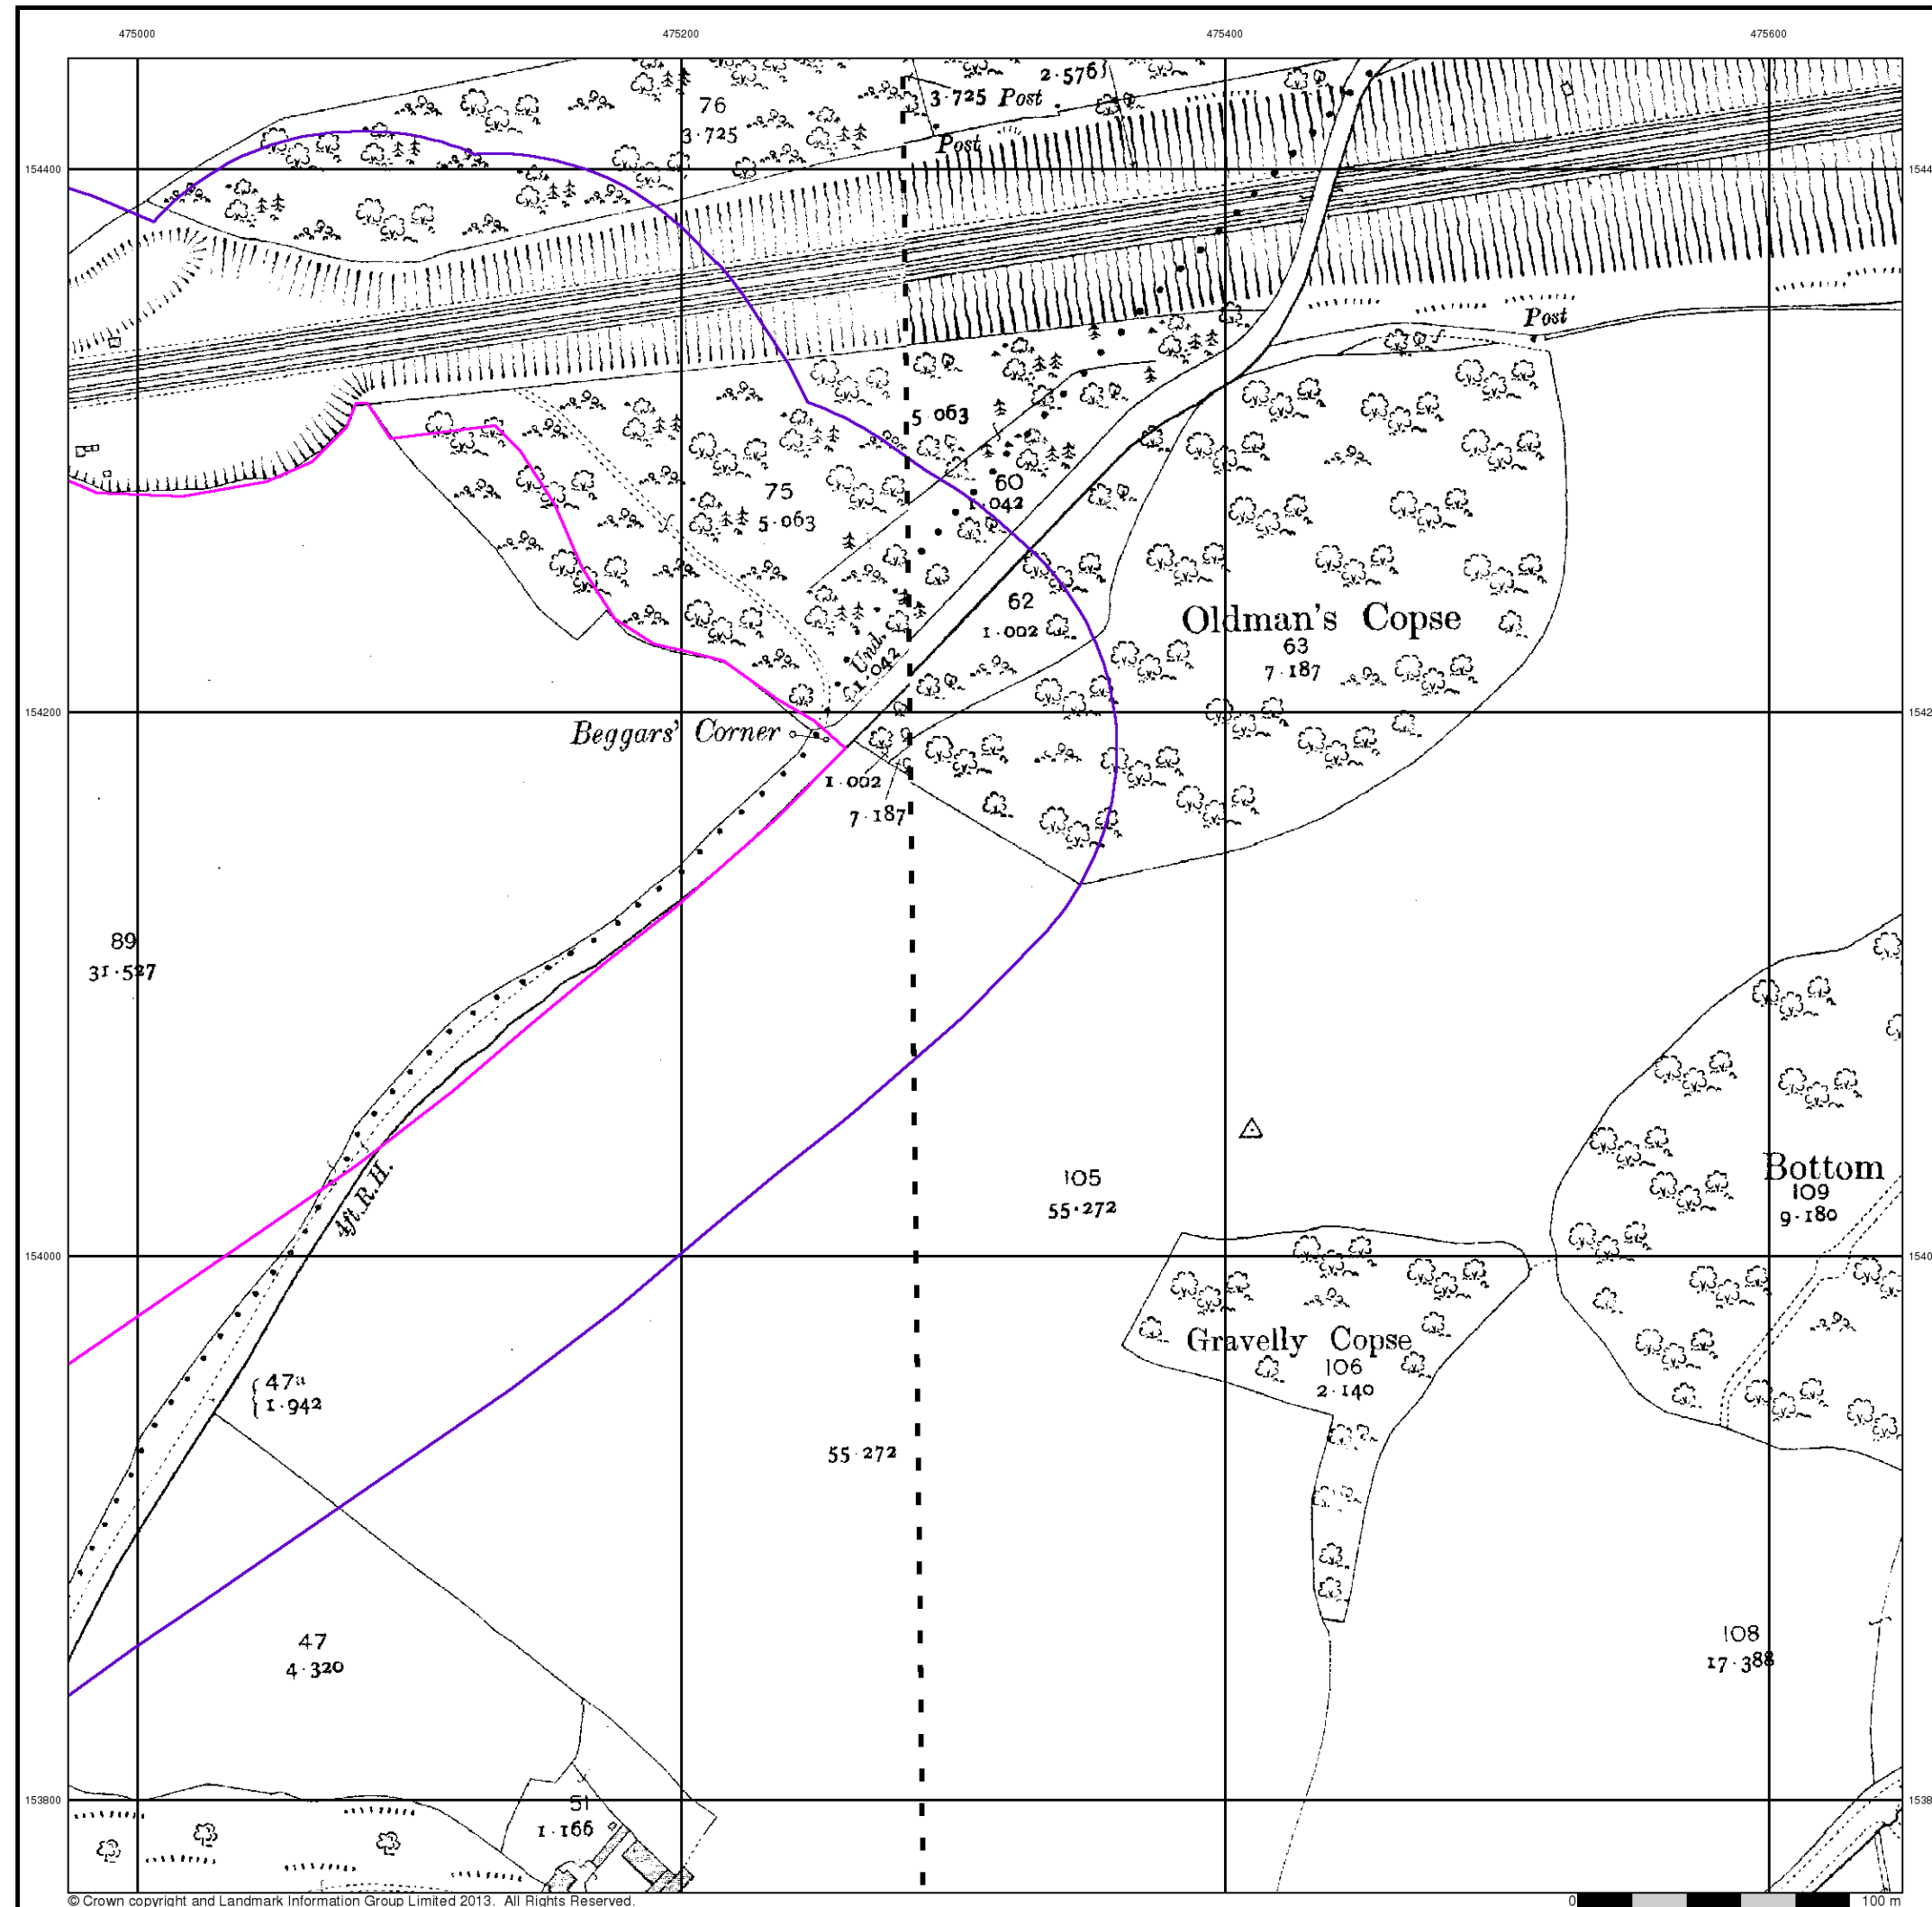 475000 475200 475400 475600
2·576
3·725 Post
76
3·725
Post
154400
Post
5·063
60
1·042
75
5·063
62
1·002
Oldman's Copse
63
7·187
Und.
1·042
154200
Beggars' Corner
1·002
7·187
89
31·527
4ft.R.H.
105
55·272
Bottom
109
9·180
154000
Gravelly Copse
106
2·140
47a
1·942
55·272
47
4·320
108
17·388
153800
51
1·166
© Crown copyright and Landmark Information Group Limited 2013. All Rights Reserved.
0 100 m